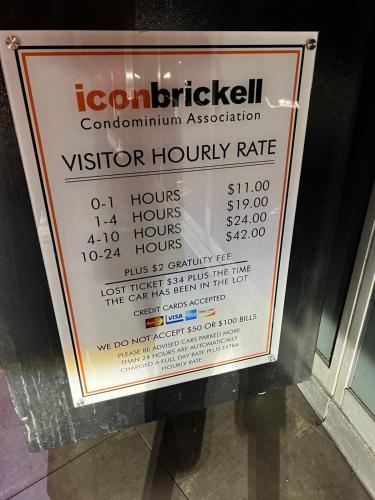 iconbrickell
Condominium Association
VISITOR HOURLY RATE
0-1 HOURS $11.00
1-4 HOURS $19.00
4-10 HOURS $24.00
10-24 HOURS $42.00
PLUS $2 GRATUITY FEE
LOST TICKET $34 PLUS THE TIME
THE CAR HAS BEEN IN THE LOT
CREDIT CARDS ACCEPTED
VISA
WE DO NOT ACCEPT $50 OR $100 BILLS
PLEASE BE ADVISED CARS PARKED MORE
THAN 24 HOURS ARE AUTOMATICALLY
CHARGED A FULL DAY RATE PLUS EXTRA
HOURLY RATE